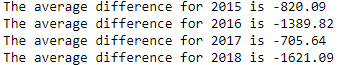 The average difference for 2015 is -820.09
The average difference for 2016 is -1389.82
The average difference for 2017 is -705.64
The average difference for 2018 is -1621.09